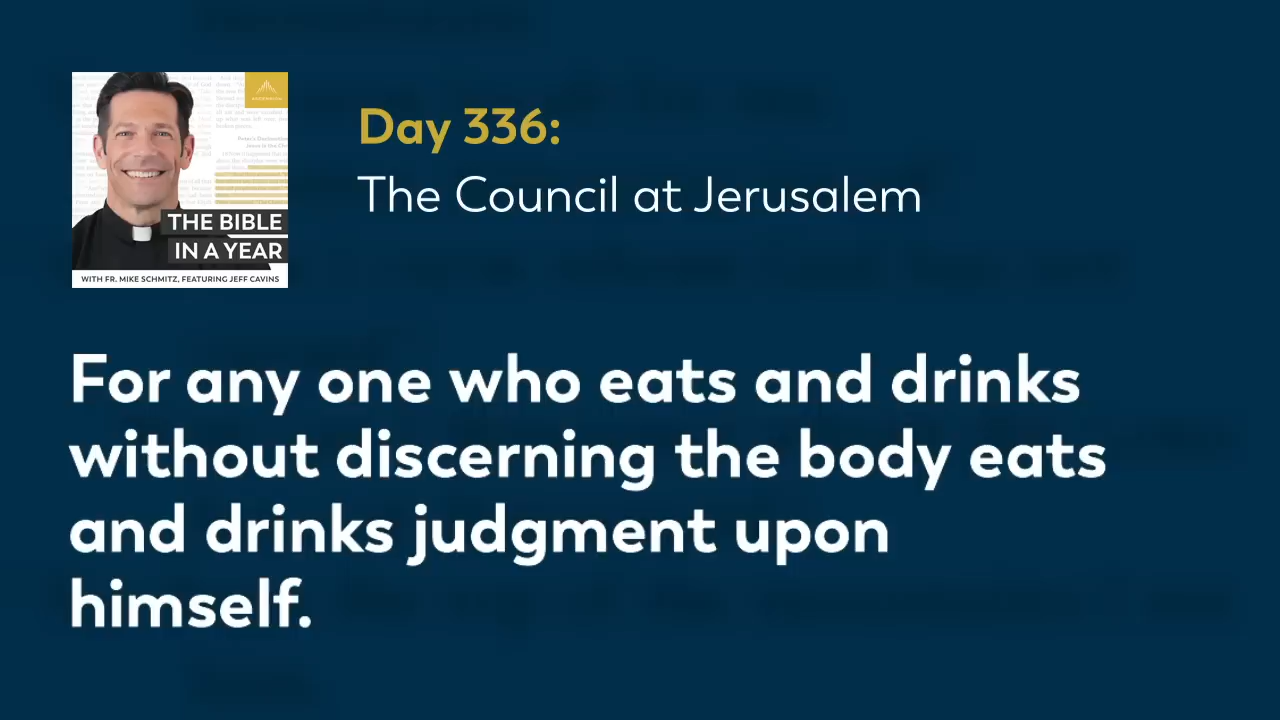 Day 336:
The Council at Jerusalem
THE BIBLE
IN A YEAR
WITH FR. MIKE SCHMITZ, FEATURING JEFF CAVINS
For any one who eats and drinks
without discerning the body eats
and drinks judgment upon
himself.